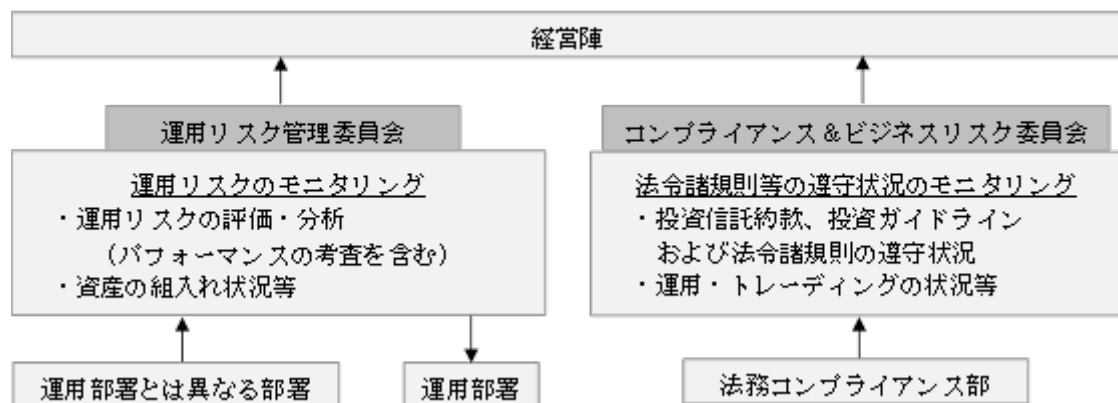 経営陣
運用リスク管理委員会
運用リスクのモニタリング
・運用リスクの評価・分析
（パフォーマンスの考査を含む）
・資産の組入れ状況等
運用部署とは異なる部署
運用部署
コンプライアンス＆ビジネスリスク委員会
法令諸規則等の遵守状況のモニタリング
・投資信託約款、投資ガイドライン
および法令諸規則の遵守状況
・運用・トレーディングの状況等
法務コンプライアンス部